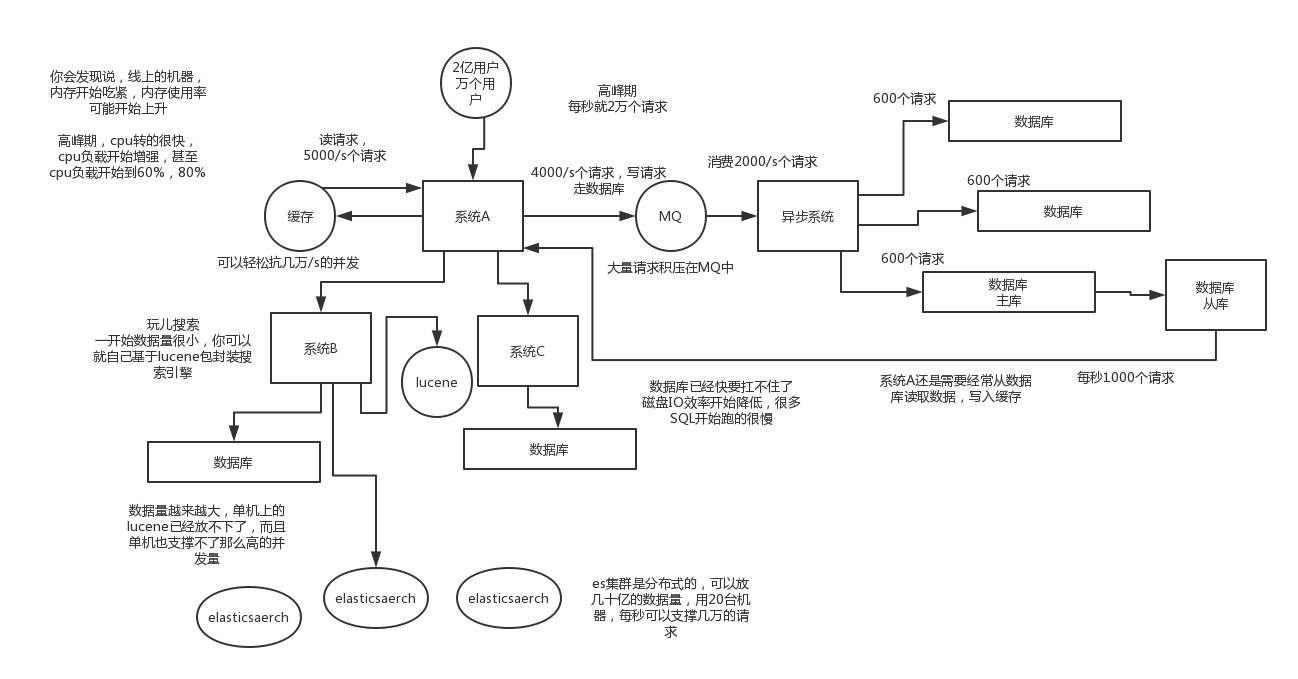 你会发现说，线上的机器，
内存开始吃紧，内存使用率
可能开始上升
高峰期，cpu转的很快，
cpu负载开始增强，甚至
cpu负载开始到60%，80%
2亿用户
万个用
户
高峰期
每秒就2万个请求
读请求，
5000/s个请求
缓存
可以轻松抗几万/s的并发
系统A
4000/s个请求，写请求
走数据库
MQ
大量请求积压在MQ中
消费2000/s个请求
异步系统
600个请求
数据库
600个请求
数据库
600个请求
数据库
主库
数据库
从库
每秒1000个请求
系统A还是需要经常从数据
库读取数据，写入缓存
数据库已经快要扛不住了
磁盘IO效率开始降低，很多
SQL开始跑的很慢
玩儿搜索
一开始数据量很小，你可以
就自己基于lucene包封装搜
索引擎
系统B
lucene
系统C
数据库
数据库
数据量越来越大，单机上的
lucene已经放不下了，而且
单机也支撑不了那么高的并
发量
elasticsaerch
elasticsaerch
elasticsaerch
es集群是分布式的，可以放
几十亿的数据量，用20台机
器，每秒可以支撑几万的请
求